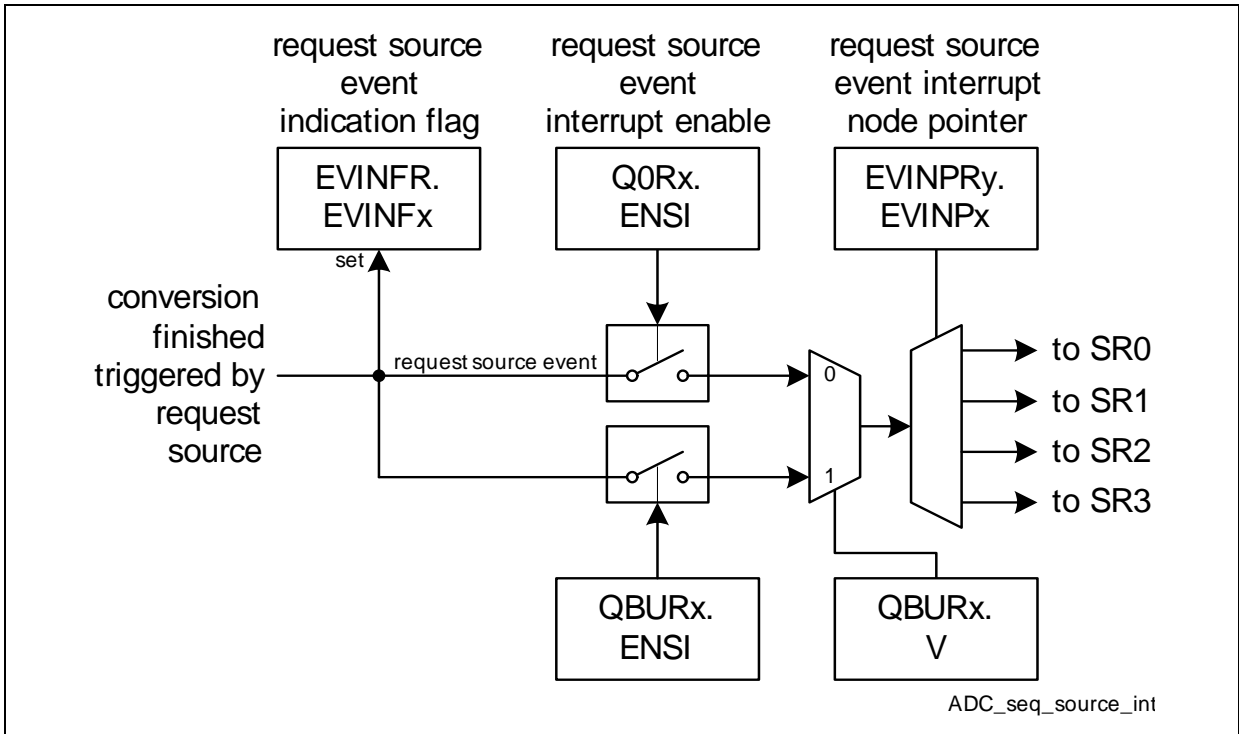 request source
event
indication flag
request source
event
interrupt enable
request source
event interrupt
node pointer
EVINFR.
EVINFx
Q0Rx.
ENSI
EVINPRy.
EVINPx
set
conversion
finished
triggered by
request
source
request source event
0
1
to SR0
to SR1
to SR2
to SR3
QBURx.
ENSI
QBURx.
V
ADC_seq_source_int